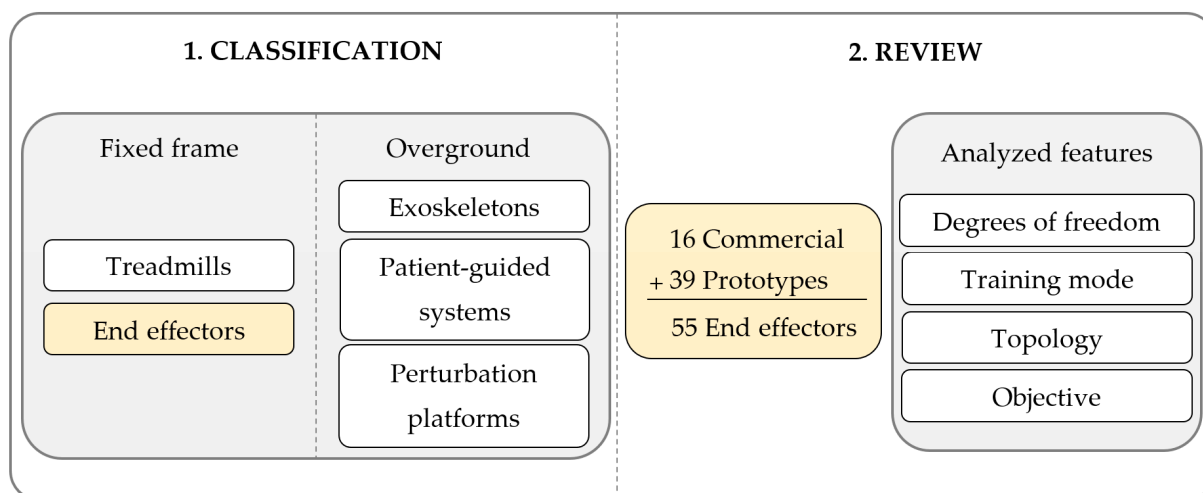 1. CLASSIFICATION
Fixed frame
Treadmills
End effectors
Overground
Exoskeletons
Patient-guided
systems
Perturbation
platforms
2. REVIEW
16 Commercial
+ 39 Prototypes
55 End effectors
Analyzed features
Degrees of freedom
Training mode
Topology
Objective